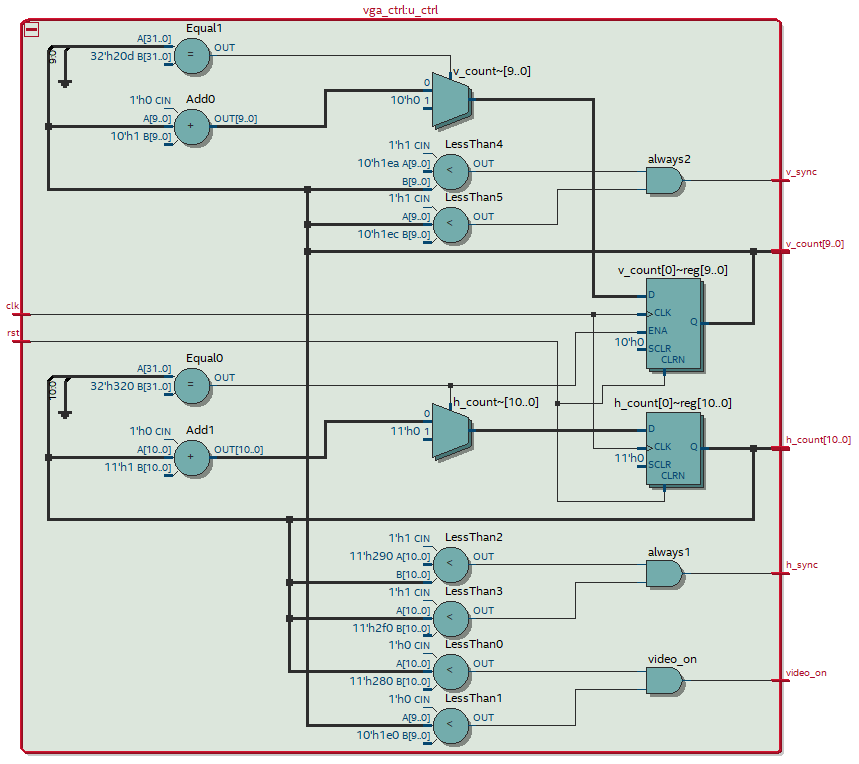 vga_ctrl:u_ctrl
Equal1
A[31..0]
OUT
9:0
32'h20d B[31..0]
=
v_count~[9..0]
0
10'h0 1
1'h0 CIN
Add0
A[9..0]
OUT[9..0]
10'h1 B[9..0]
+
1'h1 CIN
LessThan4
10'h1ea A[9..0]
OUT
B[9..0]
<
always2
v_sync
1'h1 CIN
LessThan5
A[9..0]
OUT
10'h1ec B[9..0]
<
v_count[9..0]
v_count[0]~reg[9..0]
D
clk
CLK
Q
rst
ENA
10'h0
SCLR
CLRN
Equal0
A[31..0]
OUT
10:0
32'h320 B[31..0]
=
h_count~[10..0]
0
11'h0 1
h_count[0]~reg[10..0]
D
1'h0 CIN
Add1
A[10..0]
OUT[10..0]
11'h1 B[10..0]
+
CLK
Q
h_count[10..0]
11'h0
SCLR
CLRN
1'h1 CIN
LessThan2
11'h290 A[10..0]
OUT
B[10..0]
<
always1
h_sync
1'h1 CIN
LessThan3
A[10..0]
OUT
11'h2f0 B[10..0]
<
1'h0 CIN
LessThan0
A[10..0]
OUT
11'h280 B[10..0]
<
video_on
video_on
1'h0 CIN
LessThan1
A[9..0]
OUT
10'h1e0 B[9..0]
<